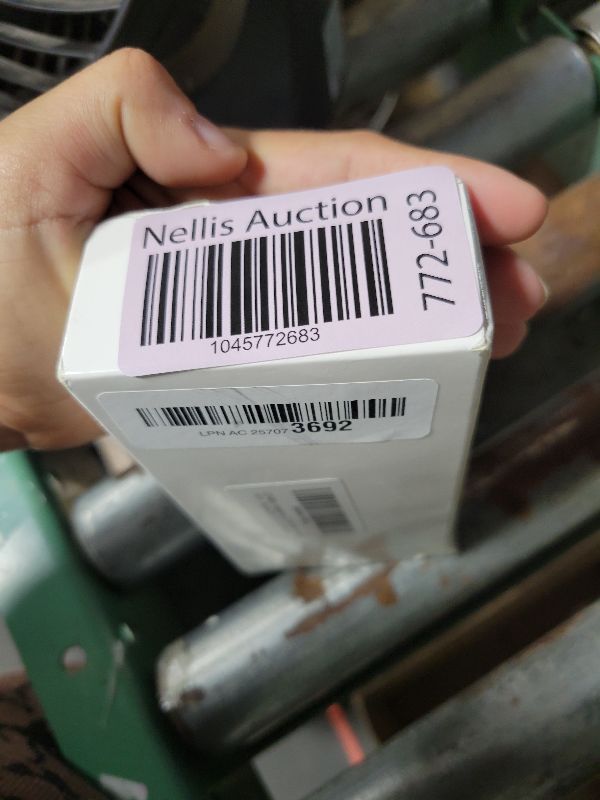 Nellis Auction
772-683
1045772683
LPN AC 25707 3692